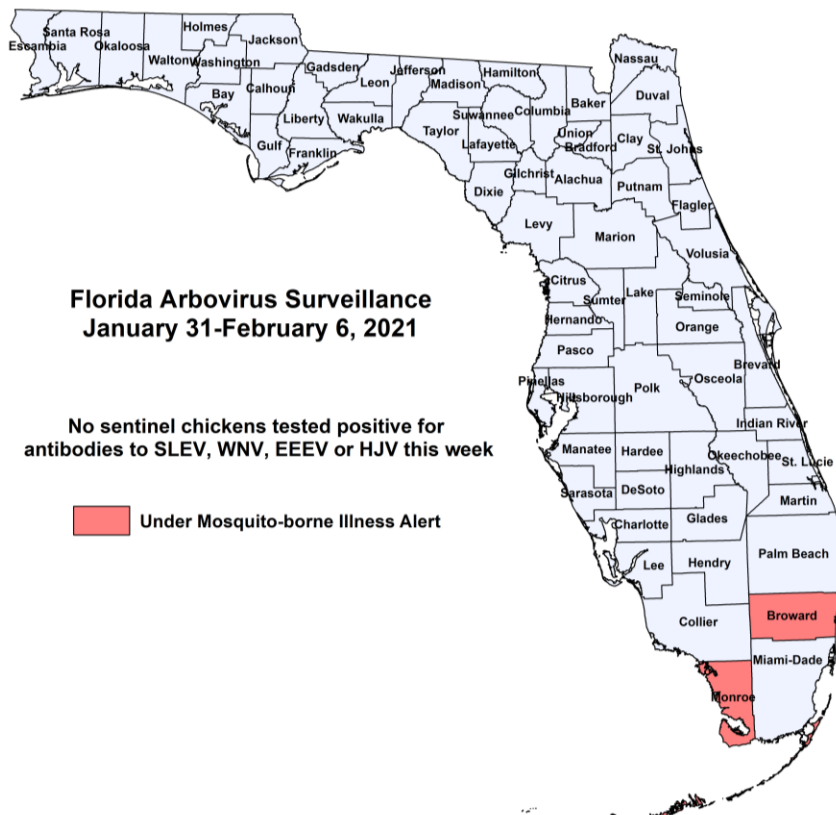 Holmes
Jackson
Santa Rosa
Escambia
Okaloosa
Walton
Washington
Gadsden
Jefferson
Hamilton
Nassau
Leon
Madison
Bay
Calhoun
Baker
Duval
Liberty
Wakulla
Suwannee
Columbia
Taylor
Union
Clay
Gulf
Franklin
Lafayette
Bradford
St. Johns
Gilchrist
Alachua
Putnam
Dixie
Flagler
Levy
Marion
Volusia
Citrus
Sumter
Lake
Seminole
Florida Arbovirus Surveillance
January 31-February 6, 2021
Hernando
Orange
Pasco
Brevard
Pinellas
Hillsborough
Polk
Osceola
No sentinel chickens tested positive for
antibodies to SLEV, WNV, EEEV or HJV this week
Indian River
Manatee
Hardee
Okeechobee
St. Lucie
Highlands
Sarasota
DeSoto
Martin
Under Mosquito-borne Illness Alert
Charlotte
Glades
Palm Beach
Lee
Hendry
Broward
Collier
Miami-Dade
Monroe